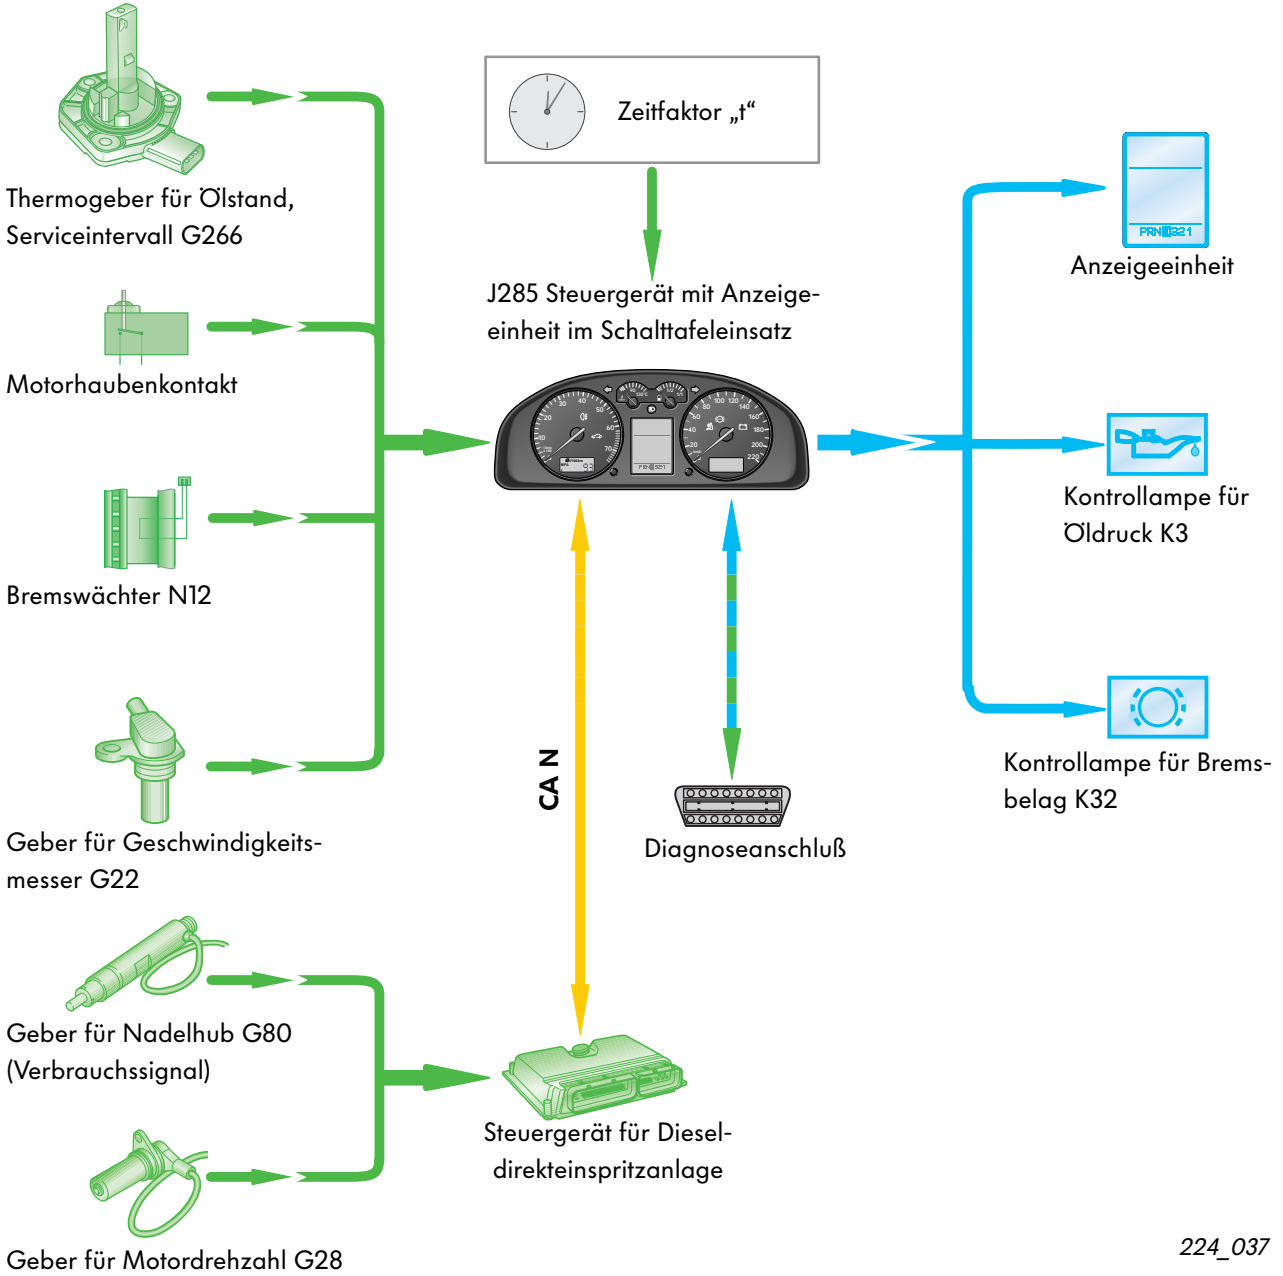 Zeitfaktor „t“
Thermogeber für Ölstand,
Serviceintervall G266
PRND321
Anzeigeeinheit
J285 Steuergerät mit Anzeige-
einheit im Schalttafeleinsatz
Motorhaubenkontakt
Kontrollampe für
Öldruck K3
Bremswächter N12
CAN
Kontrollampe für Brems-
belag K32
Geber für Geschwindigkeits-
messer G22
Diagnoseanschluß
Geber für Nadelhub G80
(Verbrauchssignal)
Steuergerät für Diesel-
direkteinspritzanlage
Geber für Motordrehzahl G28
224_037